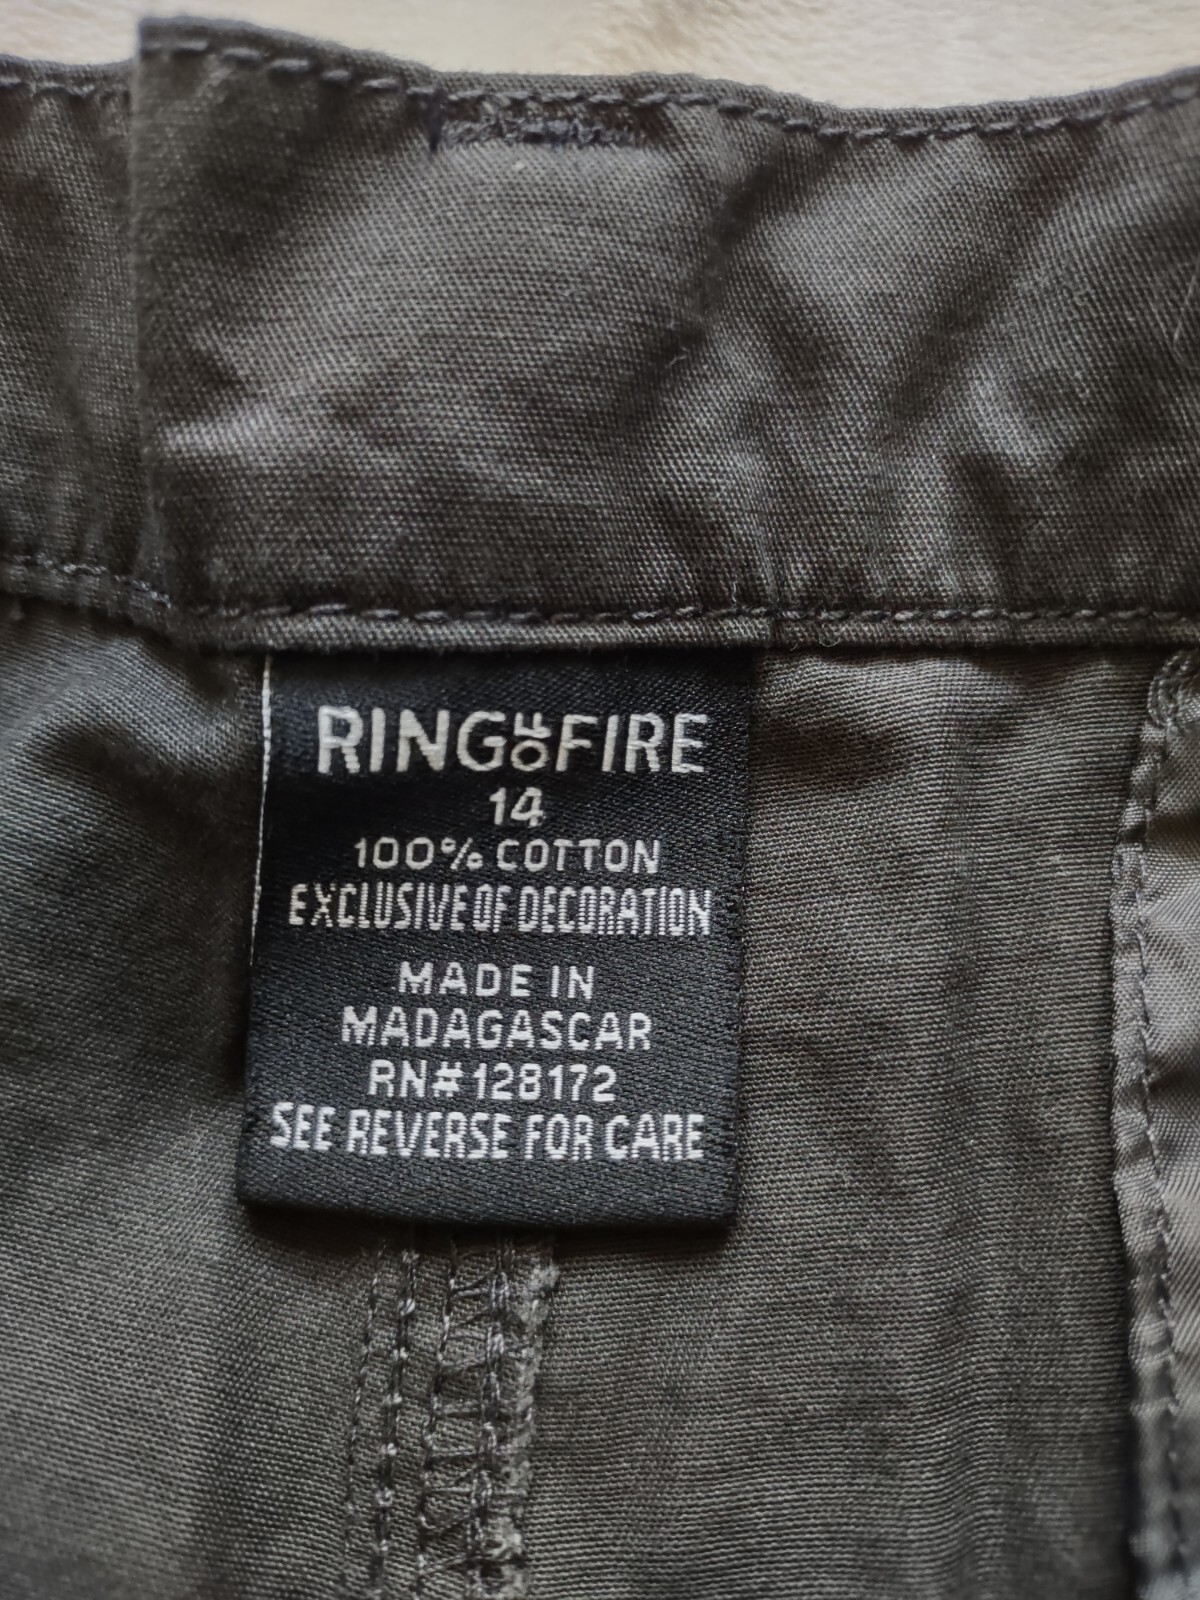 RING OF FIRE
14
100% COTTON
EXCLUSIVE OF DECORATION
MADE IN
MADAGASCAR
RN# 128172
SEE REVERSE FOR CARE